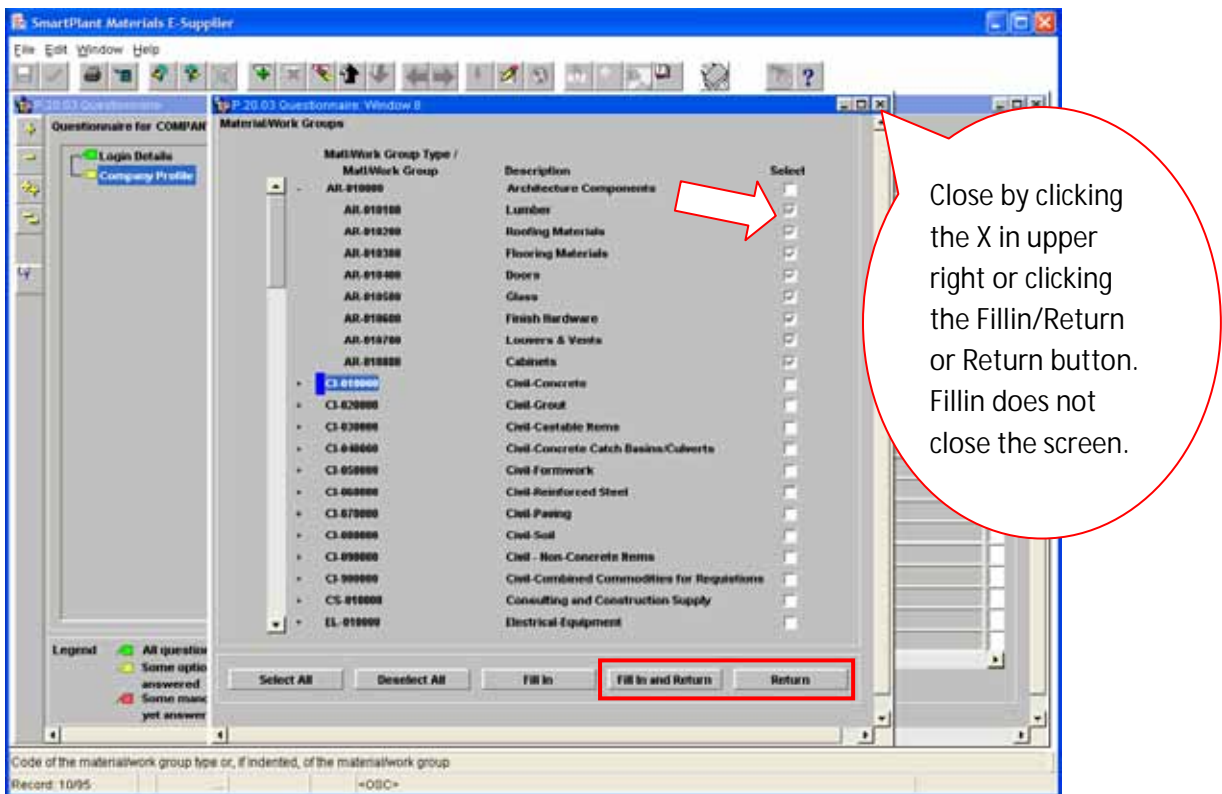 SmartPlant Materials E-Supplier
File Edit Window Help
P.20.03 Questionnaire
P.20.03 Questionnaire: Window 8
Questionnaire for COMPAN
Login Details
Company Profile
Material/Work Groups
Matl/Work Group Type /
Matl/Work Group Description Select
- AR-010000 Architecture Components
AR-010100 Lumber
AR-010200 Roofing Materials
AR-010300 Flooring Materials
AR-010400 Doors
AR-010500 Glass
AR-010600 Finish Hardware
AR-010700 Louvers & Vents
AR-010800 Cabinets
+ CI-010000 Civil-Concrete
+ CI-020000 Civil-Grout
+ CI-030000 Civil-Castable Items
+ CI-040000 Civil-Concrete Catch Basins/Culverts
+ CI-050000 Civil-Formwork
+ CI-060000 Civil-Reinforced Steel
+ CI-070000 Civil-Paving
+ CI-080000 Civil-Soil
+ CI-090000 Civil - Non-Concrete Items
+ CI-900000 Civil-Combined Commodities for Requistions
+ CS-010000 Consulting and Construction Supply
+ EL-010000 Electrical-Equipment
Legend All question
Some optio
answered
Some manc
yet answer
Select All Deselect All Fill In Fill In and Return Return
Code of the material/work group type or, if indented, of the material/work group
Record: 10/95 ... <OSC>
Close by clicking
the X in upper
right or clicking
the Fillin/Return
or Return button.
Fillin does not
close the screen.